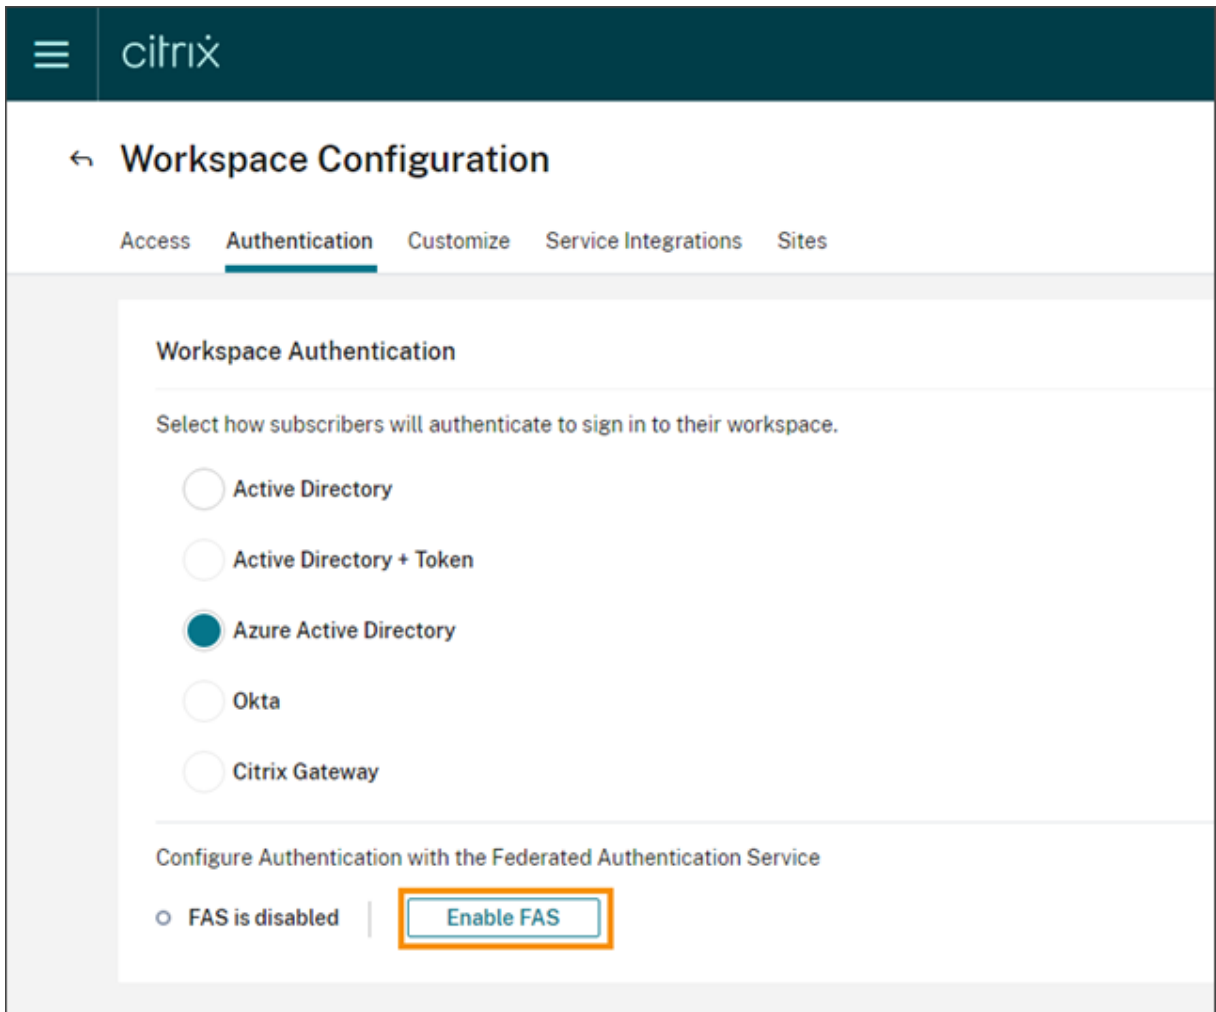 citrix
Workspace Configuration
Access Authentication Customize Service Integrations Sites
Workspace Authentication
Select how subscribers will authenticate to sign in to their workspace.
Active Directory
Active Directory + Token
Azure Active Directory
Okta
Citrix Gateway
Configure Authentication with the Federated Authentication Service
FAS is disabled Enable FAS